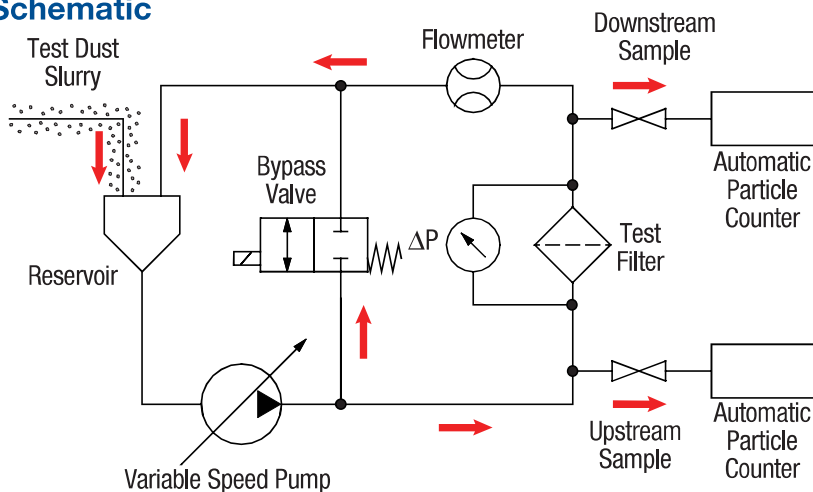 Schematic
Test Dust
Slurry
Flowmeter
Downstream
Sample
Bypass
Valve
Automatic
Particle
Counter
ΔP
Test
Filter
Reservoir
Upstream
Sample
Automatic
Particle
Counter
Variable Speed Pump